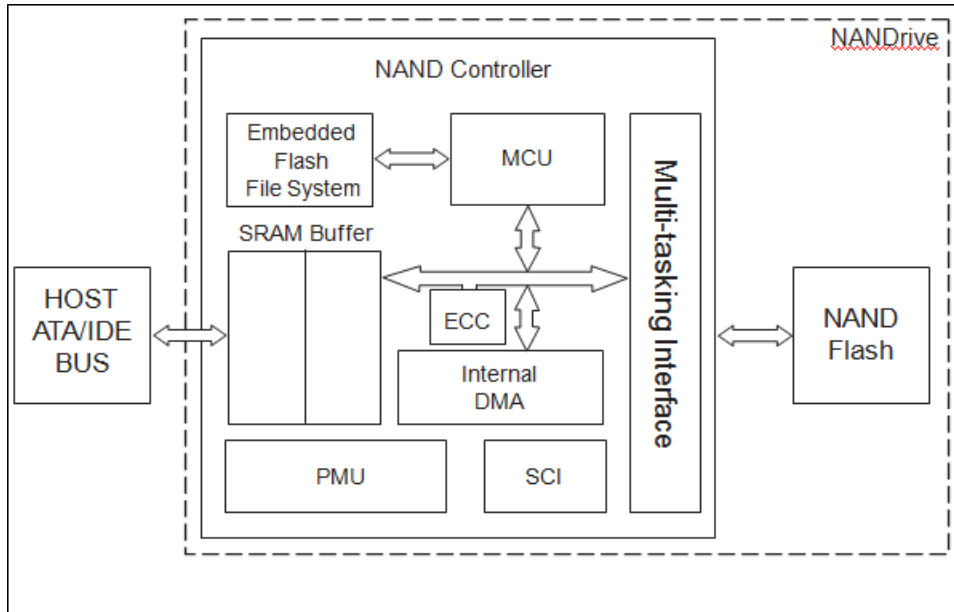 NANDrive
NAND Controller
Embedded
Flash
File System
MCU
Multi-tasking Interface
SRAM Buffer
HOST
ATA/IDE
BUS
ECC
NAND
Flash
Internal
DMA
PMU
SCI